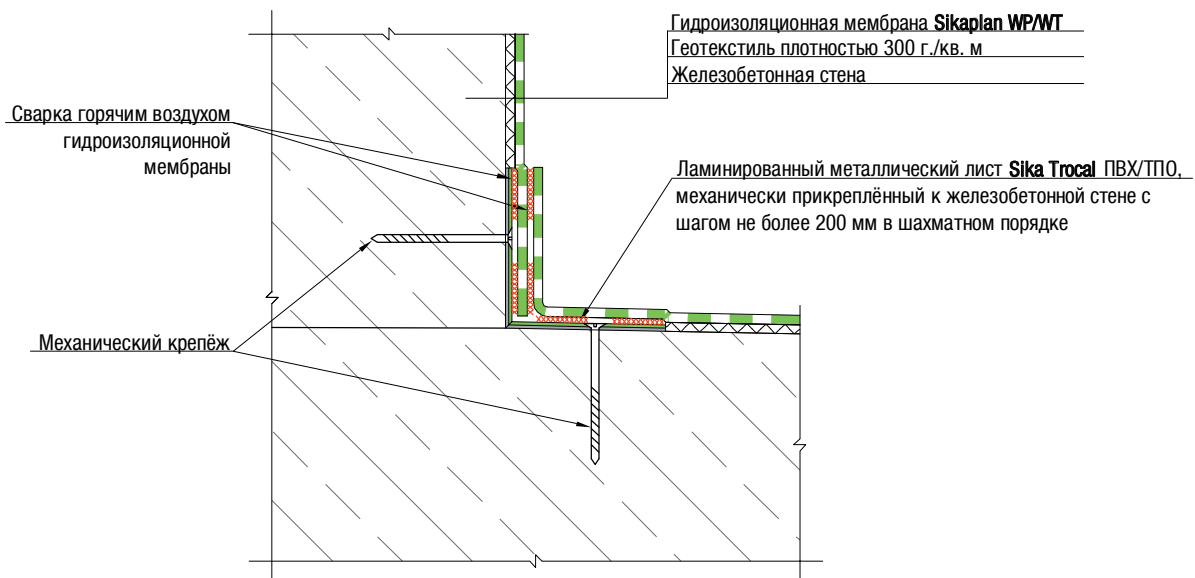 Гидроизоляционная мембрана Sikaplan WP/WT
Геотекстиль плотностью 300 г./кв. м
Железобетонная стена
Сварка горячим воздухом
гидроизоляционной
мембраны
Ламинированный металлический лист Sika Trocal ПВХ/ТПО,
механически прикреплённый к железобетонной стене с
шагом не более 200 мм в шахматном порядке
Механический крепёж